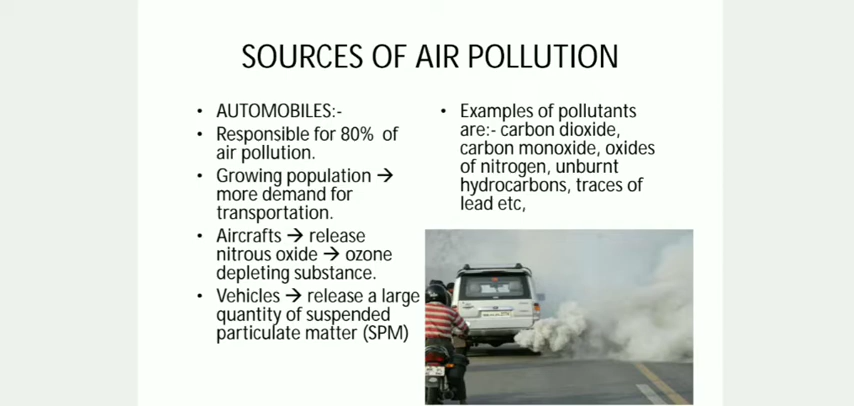 SOURCES OF AIR POLLUTION
• AUTOMOBILES:-
• Responsible for 80% of
air pollution.
• Growing population →
more demand for
transportation.
• Aircrafts → release
nitrous oxide → ozone
depleting substance.
• Vehicles → release a large
quantity of suspended
particulate matter (SPM)
• Examples of pollutants
are:- carbon dioxide,
carbon monoxide, oxides
of nitrogen, unburnt
hydrocarbons, traces of
lead etc,